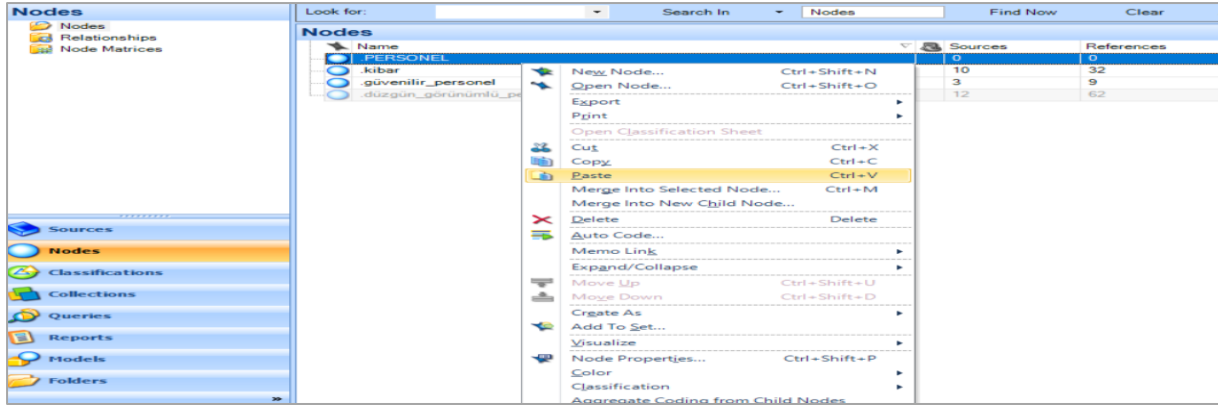 Nodes
Nodes
Relationships
Node Matrices
Sources
Nodes
Classifications
Collections
Queries
Reports
Models
Folders
»
Look for: Search In Nodes Find Now Clear
Nodes
Name Sources References
.PERSONEL 0 0
.kibar 10 32
.güvenilir_personel 3 9
.düzgün_görünümlü_pe 12 62
New Node... Ctrl+Shift+N
Open Node... Ctrl+Shift+O
Export
Print
Open Classification Sheet
Cut Ctrl+X
Copy Ctrl+C
Paste Ctrl+V
Merge Into Selected Node... Ctrl+M
Merge Into New Child Node...
Delete Delete
Auto Code...
Memo Link
Expand/Collapse
Move Up Ctrl+Shift+U
Move Down Ctrl+Shift+D
Create As
Add To Set...
Visualize
Node Properties... Ctrl+Shift+P
Color
Classification
Aggregate Coding from Child Nodes